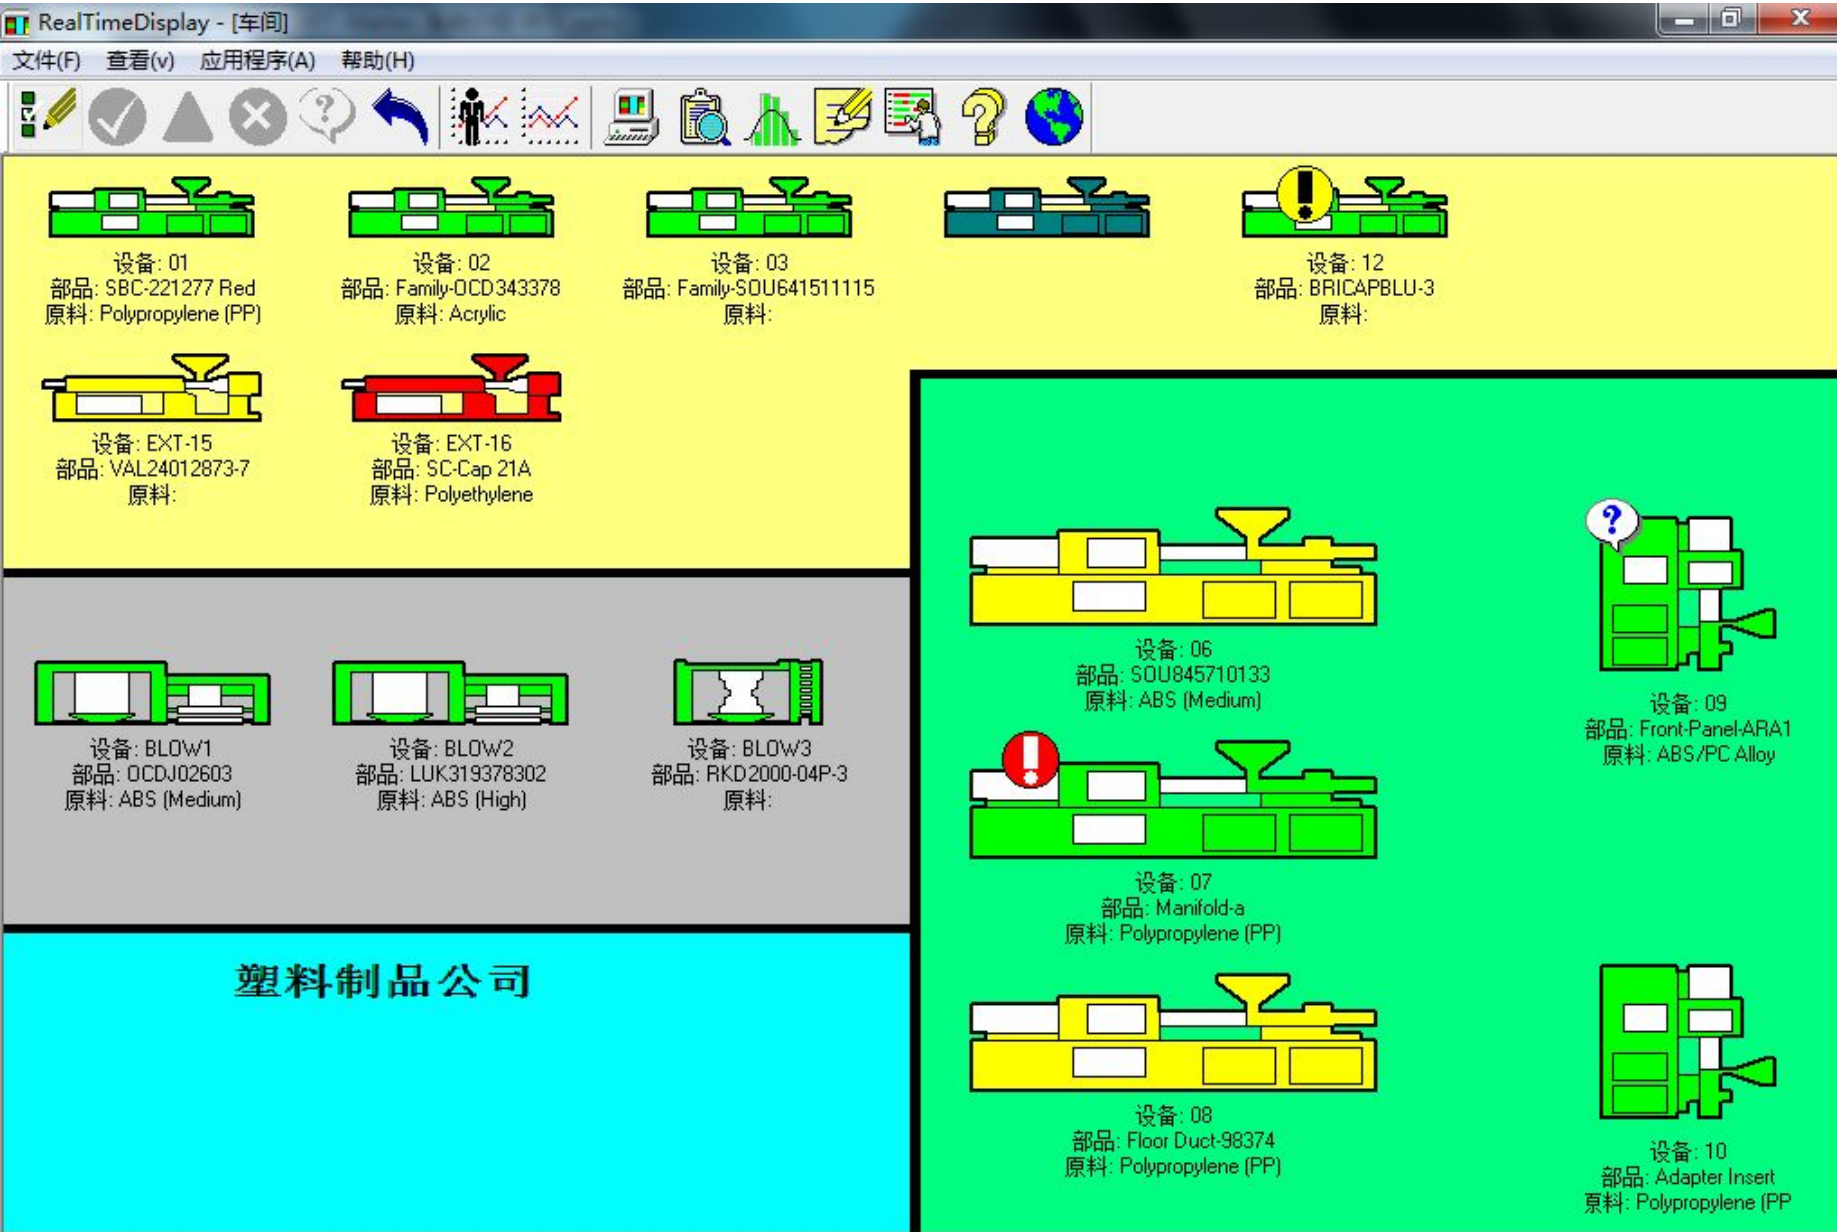 RealTimeDisplay - [车间]
文件(F) 查看(v) 应用程序(A) 帮助(H)
设备: 01
部品: SBC-221277 Red
原料: Polypropylene (PP)
设备: 02
部品: Family-OCD343378
原料: Acrylic
设备: 03
部品: Family-SOU641511115
原料:
设备: 12
部品: BRICAPBLU-3
原料:
设备: EXT-15
部品: VAL24012873-7
原料:
设备: EXT-16
部品: SC-Cap 21A
原料: Polyethylene
设备: 06
部品: SOU845710133
原料: ABS (Medium)
设备: 09
部品: Front-Panel-ARA1
原料: ABS/PC Alloy
设备: BLOW1
部品: OCDJ02603
原料: ABS (Medium)
设备: BLOW2
部品: LUK319378302
原料: ABS (High)
设备: BLOW3
部品: RKD2000-04P-3
原料:
设备: 07
部品: Manifold-a
原料: Polypropylene (PP)
塑料制品公司
设备: 08
部品: Floor Duct-98374
原料: Polypropylene (PP)
设备: 10
部品: Adapter Insert
原料: Polypropylene (PP